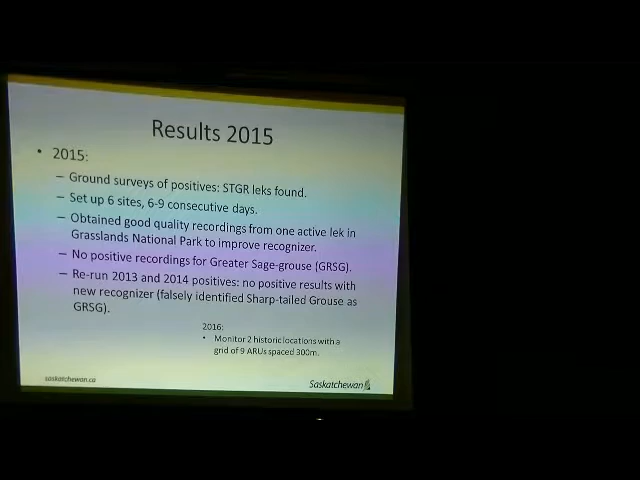 Results 2015
• 2015:
– Ground surveys of positives: STGR leks found.
– Set up 6 sites, 6-9 consecutive days.
– Obtained good quality recordings from one active lek in
Grasslands National Park to improve recognizer.
– No positive recordings for Greater Sage-grouse (GRSG).
– Re-run 2013 and 2014 positives: no positive results with
new recognizer (falsely identified Sharp-tailed Grouse as
GRSG).
2016:
• Monitor 2 historic locations with a
grid of 9 ARUs spaced 300m.
saskatchewan.ca
Saskatchewan